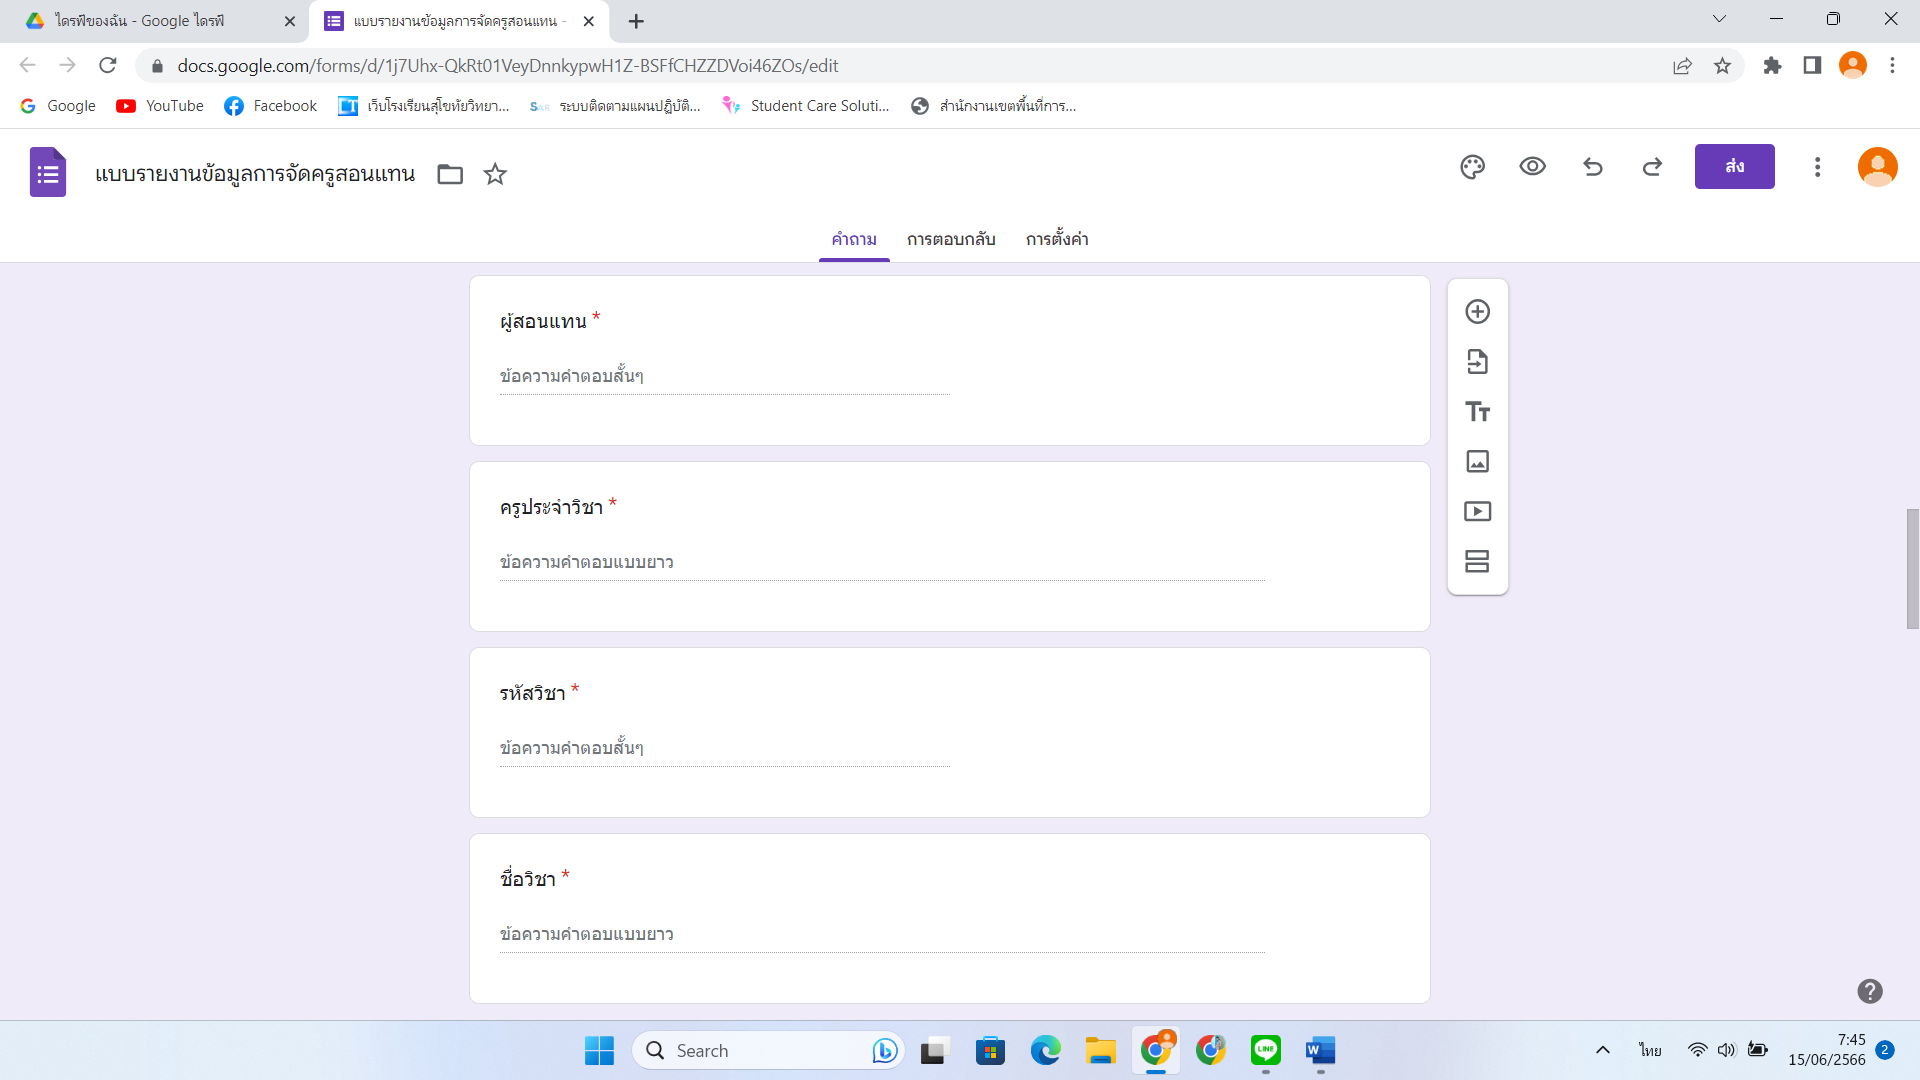 ไดรฟ์ของฉัน - Google ไดรฟ์
แบบรายงานข้อมูลการจัดครูสอนแทน -
docs.google.com/forms/d/1j7Uhx-QkRt01VeyDnnkypwH1Z-BSFfCHZZDVoi46ZOs/edit
Google YouTube Facebook เว็บโรงเรียนสุโขทัยวิทยา... ระบบติดตามแผนปฏิบัติ... Student Care Soluti... สำนักงานเขตพื้นที่การ...
แบบรายงานข้อมูลการจัดครูสอนแทน
ส่ง
คำถาม การตอบกลับ การตั้งค่า
ผู้สอนแทน *
ข้อความคำตอบสั้นๆ
ครูประจำวิชา *
ข้อความคำตอบแบบยาว
รหัสวิชา *
ข้อความคำตอบสั้นๆ
ชื่อวิชา *
ข้อความคำตอบแบบยาว
Search
ไทย
7:45
15/06/2566
2